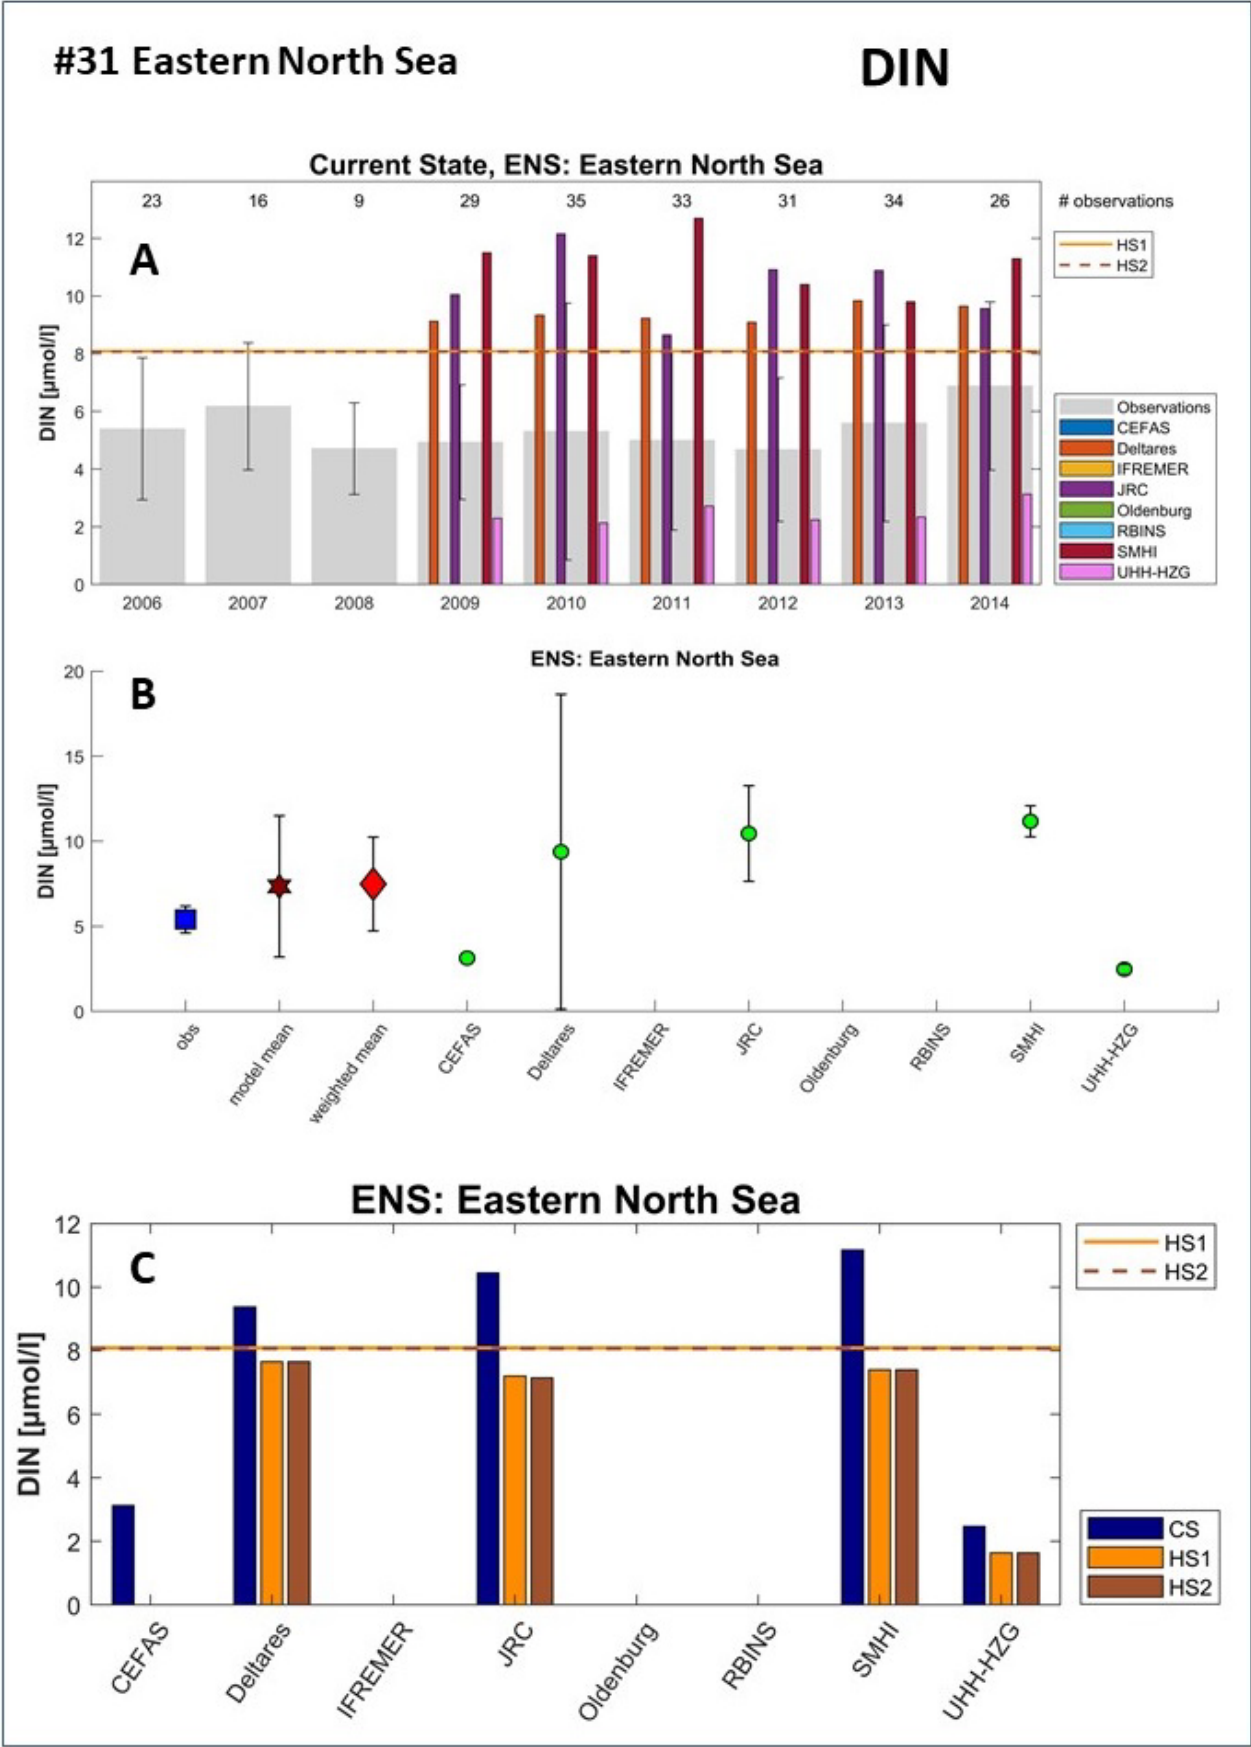 #31 Eastern North Sea DIN
Current State, ENS: Eastern North Sea
23 16 9 29 35 33 31 34 26 # observations
A
HS1
HS2
12
10
8
6
4
2
0
DIN [µmol/l]
Observations
CEFAS
Deltares
IFREMER
JRC
Oldenburg
RBINS
SMHI
UHH-HZG
2006 2007 2008 2009 2010 2011 2012 2013 2014
ENS: Eastern North Sea
B
20
15
10
5
0
DIN [µmol/l]
obs
model mean
weighted mean
CEFAS
Deltares
IFREMER
JRC
Oldenburg
RBINS
SMHI
UHH-HZG
ENS: Eastern North Sea
C
12
10
8
6
4
2
0
DIN [µmol/l]
HS1
HS2
CS
HS1
HS2
CEFAS
Deltares
IFREMER
JRC
Oldenburg
RBINS
SMHI
UHH-HZG